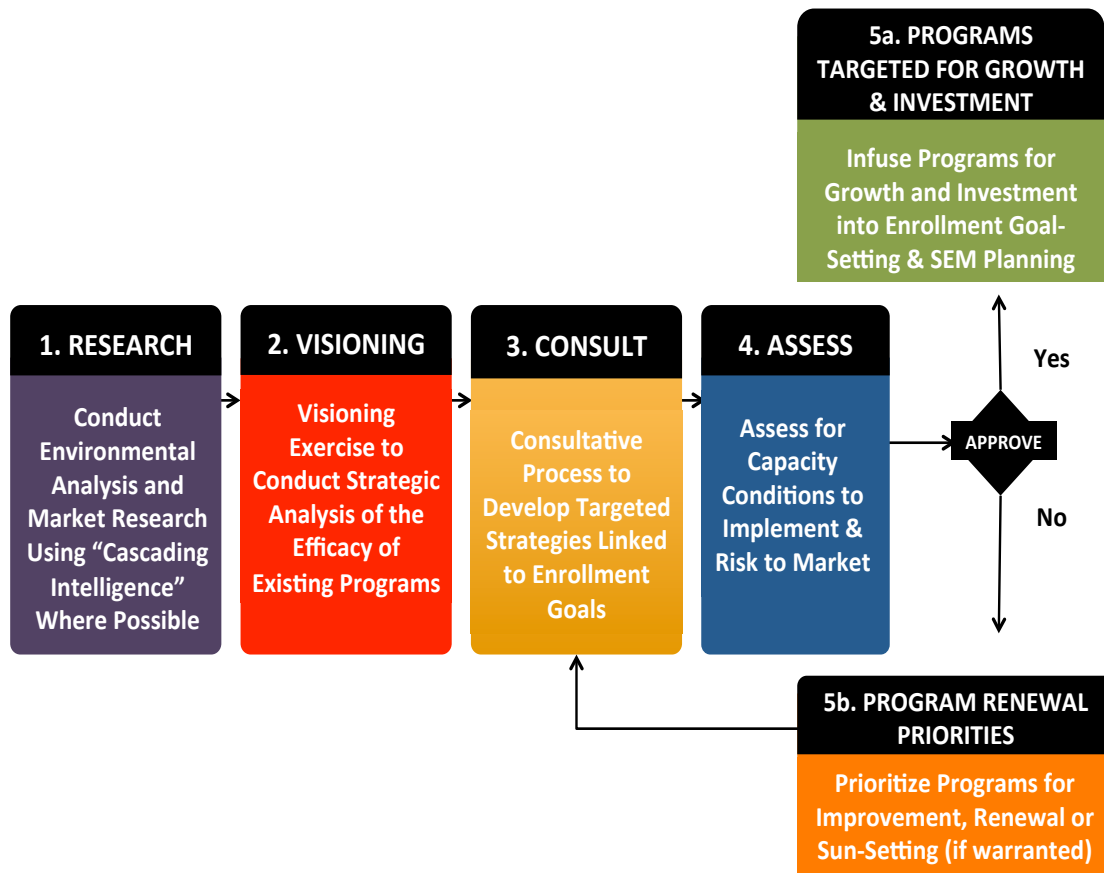 5a. PROGRAMS
TARGETED FOR GROWTH
& INVESTMENT
Infuse Programs for
Growth and Investment
into Enrollment Goal-
Setting & SEM Planning
1. RESEARCH
Conduct
Environmental
Analysis and
Market Research
Using “Cascading
Intelligence”
Where Possible
2. VISIONING
Visioning
Exercise to
Conduct Strategic
Analysis of the
Efficacy of
Existing Programs
3. CONSULT
Consultative
Process to
Develop Targeted
Strategies Linked
to Enrollment
Goals
4. ASSESS
Assess for
Capacity
Conditions to
Implement &
Risk to Market
Yes
APPROVE
No
5b. PROGRAM RENEWAL
PRIORITIES
Prioritize Programs for
Improvement, Renewal or
Sun-Setting (if warranted)